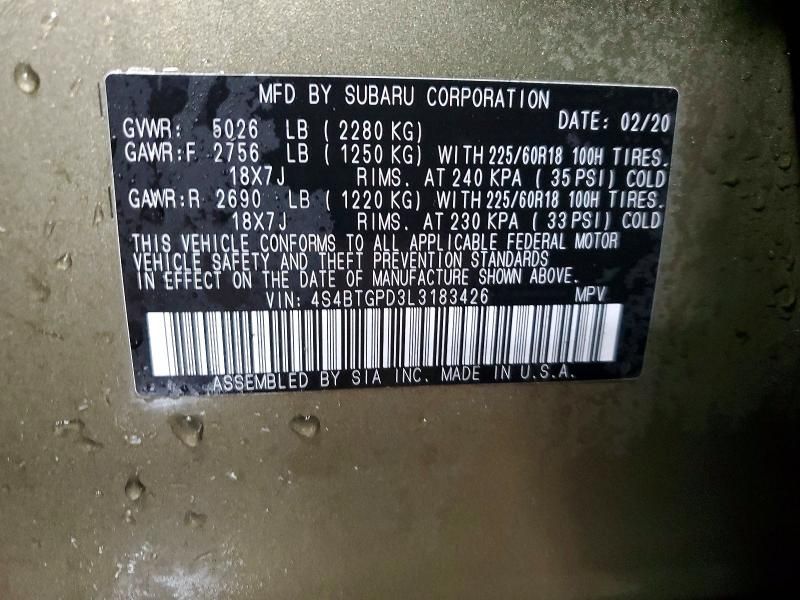 MFD BY SUBARU CORPORATION
DATE: 02/20
GVWR: 5026 LB ( 2280 KG)
GAWR:F 2756 LB ( 1250 KG) WITH 225/60R18 100H TIRES.
18X7J RIMS. AT 240 KPA ( 35 PSI) COLD
GAWR:R 2690 LB ( 1220 KG) WITH 225/60R18 100H TIRES.
18X7J RIMS. AT 230 KPA ( 33 PSI) COLD
THIS VEHICLE CONFORMS TO ALL APPLICABLE FEDERAL MOTOR
VEHICLE SAFETY AND THEFT PREVENTION STANDARDS
IN EFFECT ON THE DATE OF MANUFACTURE SHOWN ABOVE.
VIN: 4S4BTGPD3L3183426 MPV
ASSEMBLED BY SIA INC. MADE IN U.S.A.